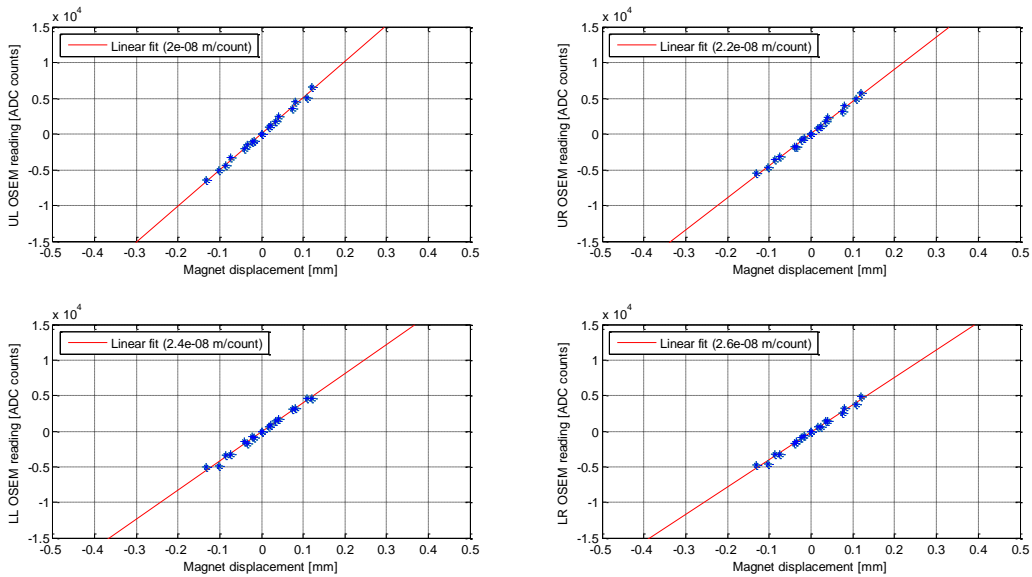 x 10^4
1.5
1
0.5
0
-0.5
-1
-1.5
UL OSEM reading [ADC counts]
Linear fit (2e-08 m/count)
-0.5 -0.4 -0.3 -0.2 -0.1 0 0.1 0.2 0.3 0.4 0.5
Magnet displacement [mm]
x 10^4
1.5
1
0.5
0
-0.5
-1
-1.5
UR OSEM reading [ADC counts]
Linear fit (2.2e-08 m/count)
-0.5 -0.4 -0.3 -0.2 -0.1 0 0.1 0.2 0.3 0.4 0.5
Magnet displacement [mm]
x 10^4
1.5
1
0.5
0
-0.5
-1
-1.5
LL OSEM reading [ADC counts]
Linear fit (2.4e-08 m/count)
-0.5 -0.4 -0.3 -0.2 -0.1 0 0.1 0.2 0.3 0.4 0.5
Magnet displacement [mm]
x 10^4
1.5
1
0.5
0
-0.5
-1
-1.5
LR OSEM reading [ADC counts]
Linear fit (2.6e-08 m/count)
-0.5 -0.4 -0.3 -0.2 -0.1 0 0.1 0.2 0.3 0.4 0.5
Magnet displacement [mm]